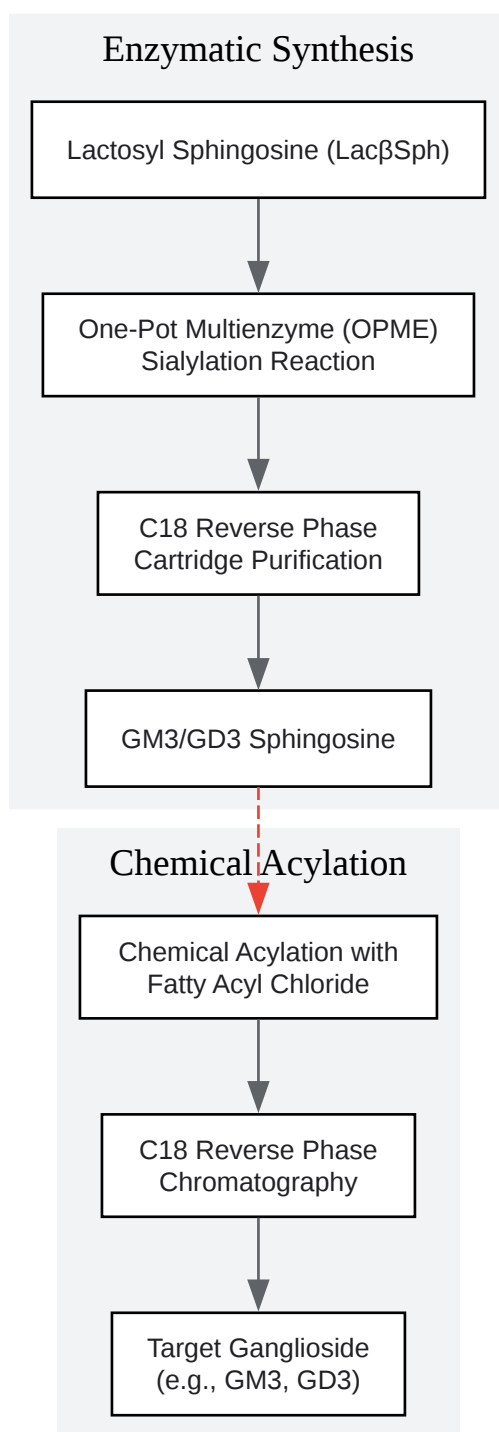 Enzymatic Synthesis
Lactosyl Sphingosine (LacβSph)
One-Pot Multienzyme (OPME)
Sialylation Reaction
C18 Reverse Phase
Cartridge Purification
GM3/GD3 Sphingosine
Chemical Acylation
Chemical Acylation with
Fatty Acyl Chloride
C18 Reverse Phase
Chromatography
Target Ganglioside
(e.g., GM3, GD3)